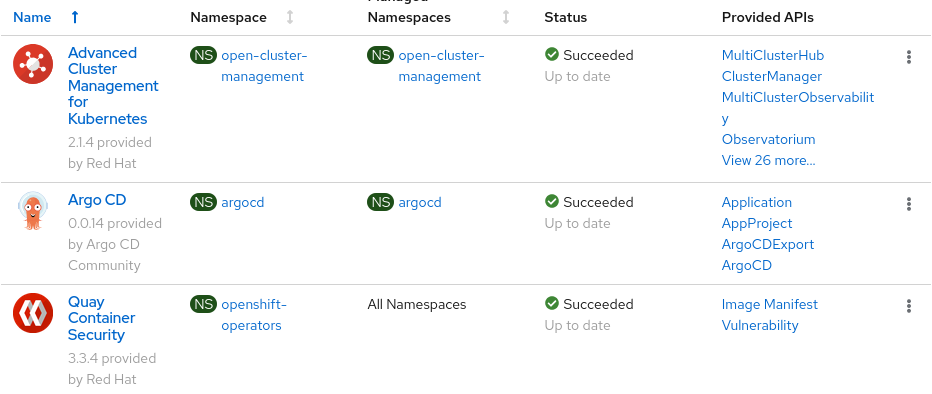 Managed
Name Namespace Namespaces Status Provided APIs
Advanced
Cluster
Management
for
Kubernetes
2.1.4 provided
by Red Hat
NS open-cluster-
management
NS open-cluster-
management
Succeeded
Up to date
MultiClusterHub
ClusterManager
MultiClusterObservabilit
y
Observatorium
View 26 more...
Argo CD
0.0.14 provided
by Argo CD
Community
NS argocd
NS argocd
Succeeded
Up to date
Application
AppProject
ArgoCDExport
ArgoCD
Quay
Container
Security
3.3.4 provided
by Red Hat
NS openshift-
operators
All Namespaces
Succeeded
Up to date
Image Manifest
Vulnerability